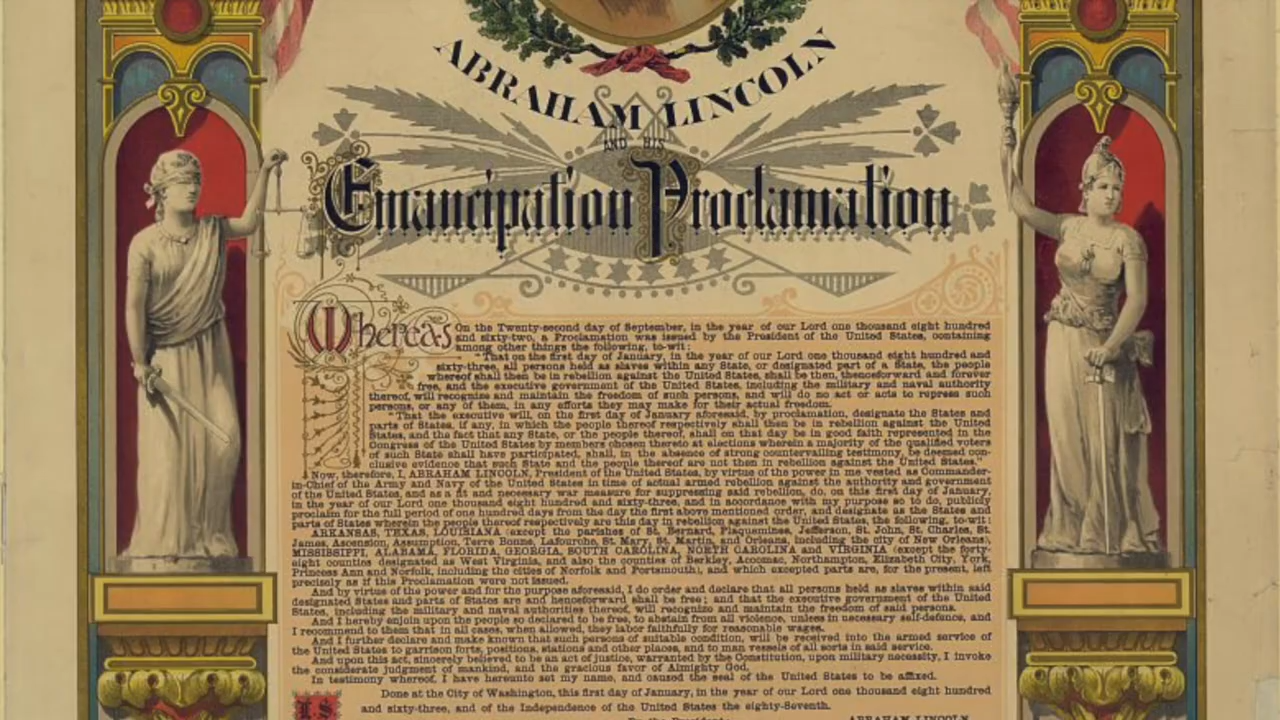 ABRAHAM LINCOLN
AND HIS
Emancipation Proclamation
Whereas On the Twenty-second day of September, in the year of our Lord one thousand eight hundred
and sixty-two, a Proclamation was issued by the President of the United States, containing
among other things the following, to-wit:
"That on the first day of January, in the year of our Lord one thousand eight hundred and
sixty-three, all persons held as slaves within any State, or designated part of a State, the people
whereof shall then be in rebellion against the United States, shall be then, thenceforward and forever
free, and the executive government of the United States, including the military and naval authority
thereof, will recognize and maintain the freedom of such persons, and will do no act or acts to repress such
persons, or any of them, in any efforts they may make for their actual freedom.
"That the executive will, on the first day of January aforesaid, by proclamation, designate the States and
parts of States, if any, in which the people thereof respectively shall then be in rebellion against the United
States, and the fact that any State, or the people thereof, shall on that day be in good faith represented in the
Congress of the United States by members chosen thereto at elections wherein a majority of the qualified voters
of such State shall have participated, shall, in the absence of strong countervailing testimony, be deemed con-
clusive evidence that such State and the people thereof are not then in rebellion against the United States."
Now, therefore, I, ABRAHAM LINCOLN, President of the United States, by virtue of the power in me vested as Commander-
in-Chief of the Army and Navy of the United States in time of actual armed rebellion against the authority and government
of the United States, and as a fit and necessary war measure for suppressing said rebellion, do, on this first day of January,
in the year of our Lord one thousand eight hundred and sixty-three, and in accordance with my purpose so to do, publicly
proclaim for the full period of one hundred days from the day the first above mentioned order, and designate as the States and
parts of States wherein the people thereof respectively are this day in rebellion against the United States, the following, to-wit:
ARKANSAS, TEXAS, LOUISIANA (except the parishes of St. Bernard, Plaquemines, Jefferson, St. John, St. Charles, St.
James, Ascension, Assumption, Terre Bonne, Lafourche, St. Mary, St. Martin, and Orleans, including the city of New Orleans),
MISSISSIPPI, ALABAMA, FLORIDA, GEORGIA, SOUTH CAROLINA, NORTH CAROLINA and VIRGINIA (except the forty-
eight counties designated as West Virginia, and also the counties of Berkley, Accomac, Northampton, Elizabeth City, York,
Princess Ann and Norfolk, including the cities of Norfolk and Portsmouth), and which excepted parts are, for the present, left
precisely as if this Proclamation were not issued.
And by virtue of the power and for the purpose aforesaid, I do order and declare that all persons held as slaves within said
designated States and parts of States are and henceforward shall be free; and that the executive government of the United
States, including the military and naval authorities thereof, will recognize and maintain the freedom of said persons.
And I hereby enjoin upon the people so declared to be free, to abstain from all violence, unless in necessary self-defence, and
I recommend to them that in all cases, when allowed, they labor faithfully for reasonable wages.
And I further declare and make known that such persons of suitable condition, will be received into the armed service of
the United States to garrison forts, positions, stations and other places, and to man vessels of all sorts in said service.
And upon this act, sincerely believed to be an act of justice, warranted by the Constitution, upon military necessity, I invoke
the considerate judgment of mankind, and the gracious favor of Almighty God.
In testimony whereof, I have hereunto set my name, and caused the seal of the United States to be affixed.
L.S. Done at the City of Washington, this first day of January, in the year of our Lord one thousand eight hundred
and sixty-three, and of the Independence of the United States the eighty-Seventh.
By the President: ABRAHAM LINCOLN